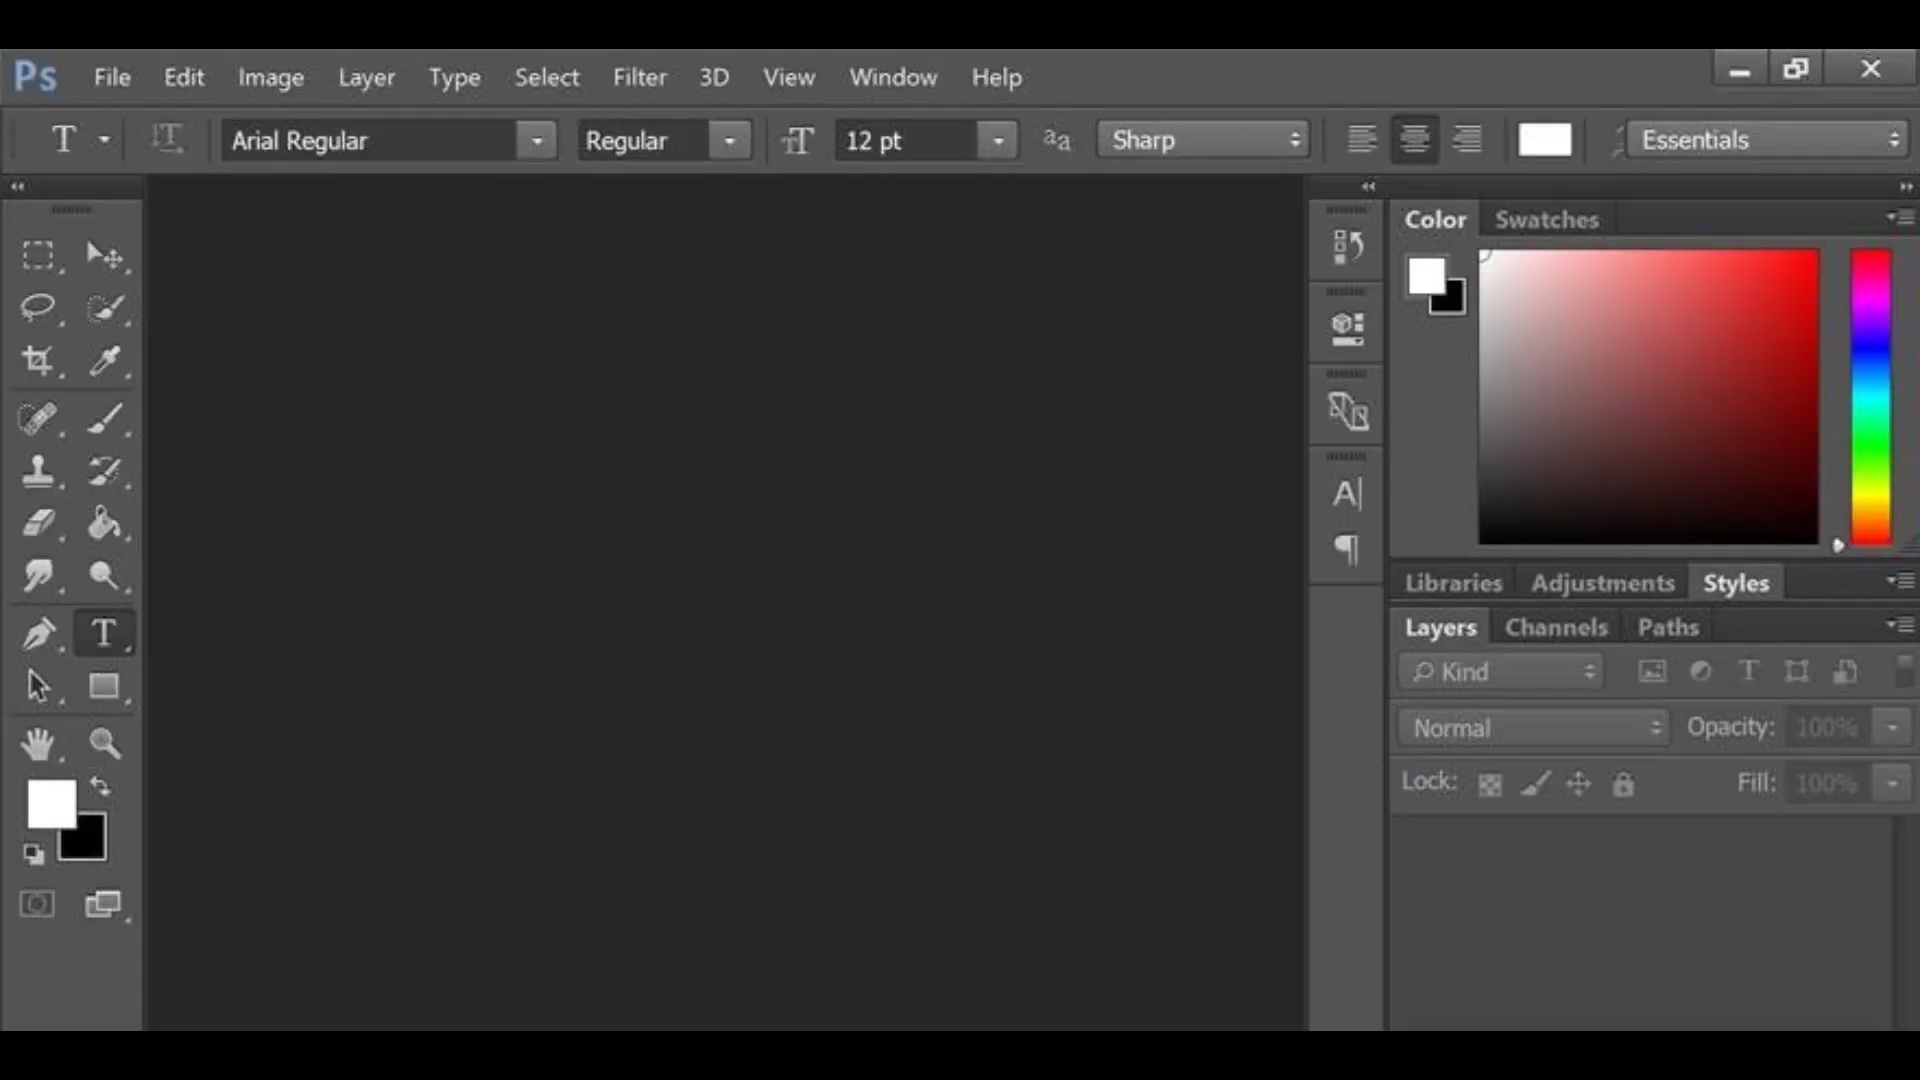 Ps File Edit Image Layer Type Select Filter 3D View Window Help
T Arial Regular Regular 12 pt Sharp Essentials
Color Swatches
Libraries Adjustments Styles
Layers Channels Paths
Kind
Normal Opacity: 100%
Lock: Fill: 100%